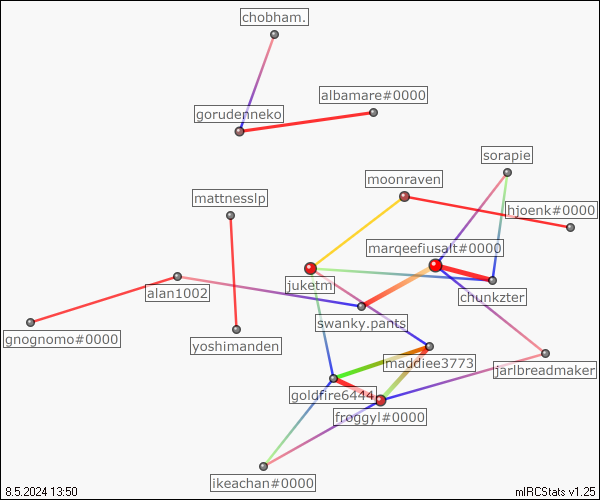 chobham.
albamare#0000
gorudenneko
sorapie
moonraven
mattnesslp
hjoenk#0000
marqeefiusalt#0000
juketm
chunkzter
alan1002
swanky.pants
gnognomo#0000
yoshimanden
maddiee3773
jarlbreadmaker
goldfire6444
froggyl#0000
ikeachan#0000
8.5.2024 13:50
mIRCStats v1.25